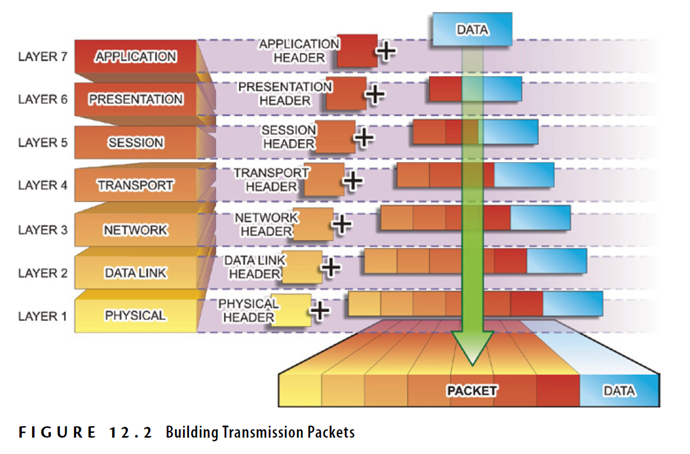 DATA
LAYER 7
APPLICATION
APPLICATION
HEADER
+
LAYER 6
PRESENTATION
PRESENTATION
HEADER
+
LAYER 5
SESSION
SESSION
HEADER
+
LAYER 4
TRANSPORT
TRANSPORT
HEADER
+
LAYER 3
NETWORK
NETWORK
HEADER
+
LAYER 2
DATA LINK
DATA LINK
HEADER
+
LAYER 1
PHYSICAL
PHYSICAL
HEADER
+
PACKET
DATA
FIGURE 12.2 Building Transmission Packets